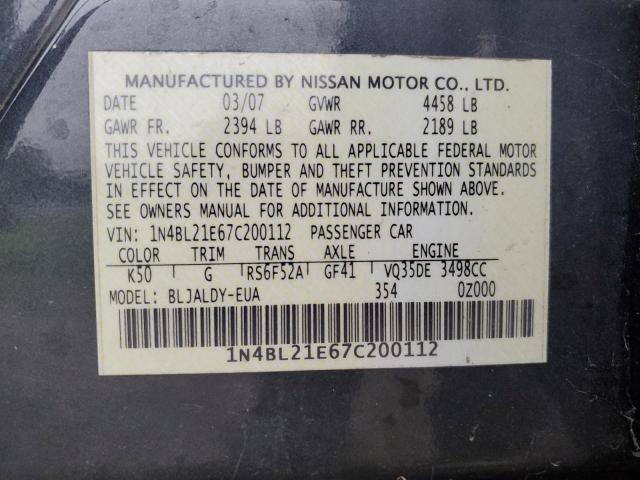 MANUFACTURED BY NISSAN MOTOR CO., LTD.
DATE 03/07 GVWR 4458 LB
GAWR FR. 2394 LB GAWR RR. 2189 LB
THIS VEHICLE CONFORMS TO ALL APPLICABLE FEDERAL MOTOR
VEHICLE SAFETY, BUMPER AND THEFT PREVENTION STANDARDS
IN EFFECT ON THE DATE OF MANUFACTURE SHOWN ABOVE.
SEE OWNERS MANUAL FOR ADDITIONAL INFORMATION.
VIN: 1N4BL21E67C200112 PASSENGER CAR
COLOR TRIM TRANS AXLE ENGINE
K50 G RS6F52A GF41 VQ35DE 3498CC
MODEL: BLJALDY-EUA 354 0Z000
1N4BL21E67C200112